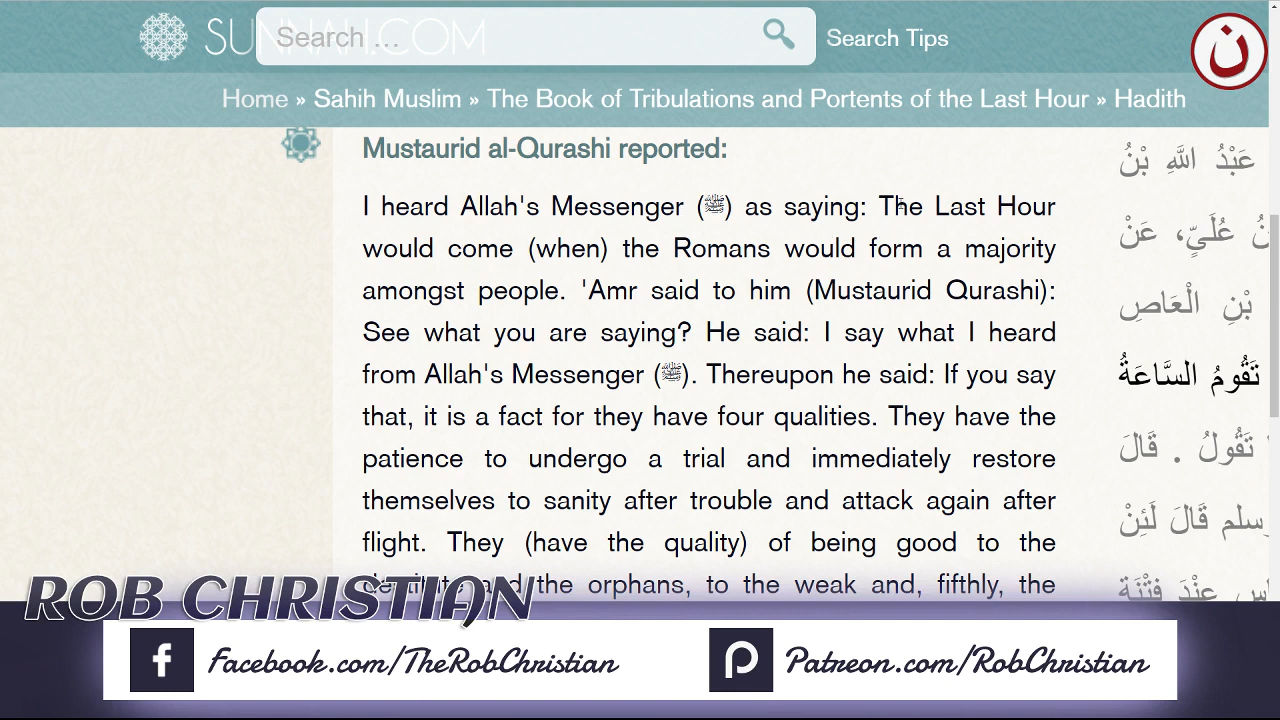 SUNNAH.COM
Search ...
Search Tips
ن
Home » Sahih Muslim » The Book of Tribulations and Portents of the Last Hour » Hadith
Mustaurid al-Qurashi reported:
I heard Allah's Messenger (ﷺ) as saying: The Last Hour
would come (when) the Romans would form a majority
amongst people. 'Amr said to him (Mustaurid Qurashi):
See what you are saying? He said: I say what I heard
from Allah's Messenger (ﷺ). Thereupon he said: If you say
that, it is a fact for they have four qualities. They have the
patience to undergo a trial and immediately restore
themselves to sanity after trouble and attack again after
flight. They (have the quality) of being good to the
destitute and the orphans, to the weak and, fifthly, the
عَبْدُ اللَّهِ بْنُ
عُلَىٍّ، عَنْ
بْنِ الْعَاصِ
تَقُومُ السَّاعَةُ
تَقُولُ . قَالَ
وسلم قَالَ لَئِنْ
عِنْدَ فِتْنَةٍ
ROB CHRISTIAN
f Facebook.com/TheRobChristian
Patreon.com/RobChristian